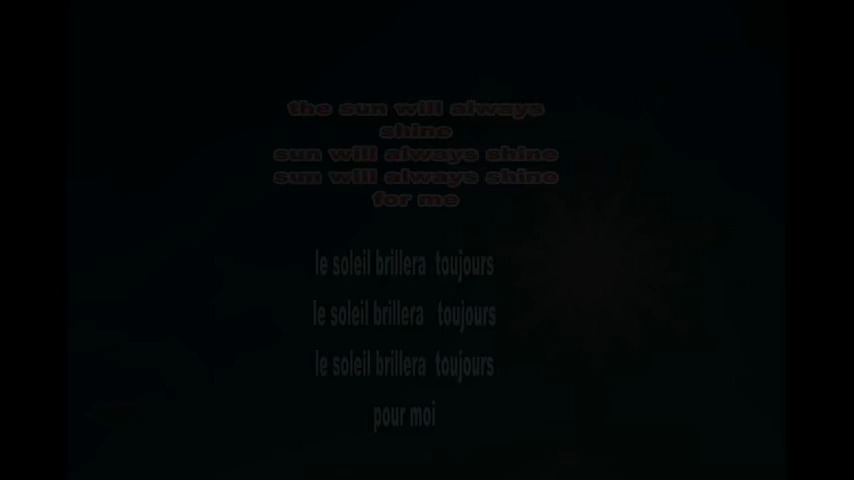 the sun will always
shine
sun will always shine
sun will always shine
for me
le soleil brillera toujours
le soleil brillera toujours
le soleil brillera toujours
pour moi